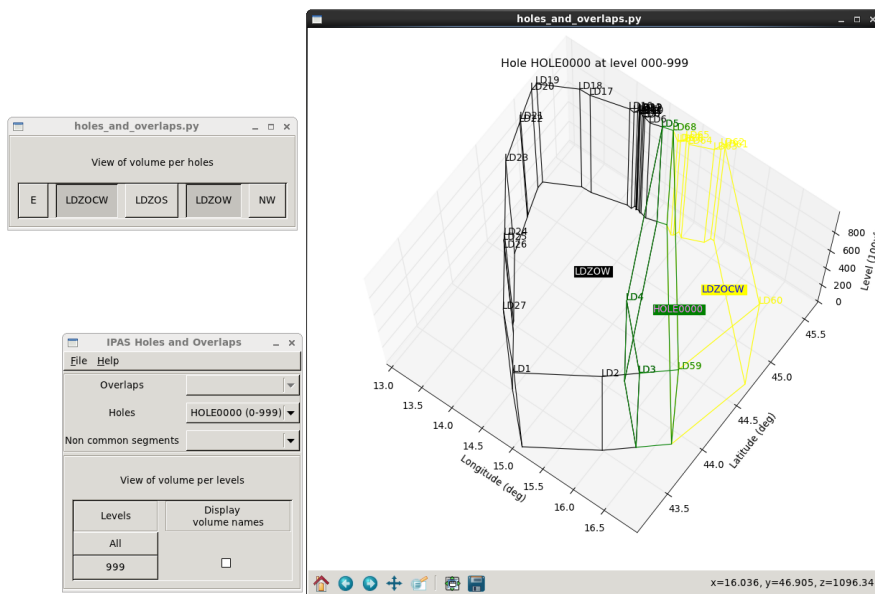 holes_and_overlaps.py
View of volume per holes
E LDZOCW LDZOS LDZOW NW
IPAS Holes and Overlaps
File Help
Overlaps
Holes HOLE0000 (0-999)
Non common segments
View of volume per levels
Levels Display volume names
All
999
holes_and_overlaps.py
Hole HOLE0000 at level 000-999
LD19
LD20
LD18
LD17
LD21
LD22
LD23
LD6
LD5
LD68
LD24
LD25
LD26
LD27
LDZOW
LDZOCW
HOLE0000
LD4
LD60
LD1
LD2
LD3
LD59
800
600
400
200
0
Level (100
13.0
13.5
14.0
14.5
15.0
15.5
16.0
16.5
Longitude (deg)
43.5
44.0
44.5
45.0
45.5
Latitude (deg)
x=16.036, y=46.905, z=1096.34